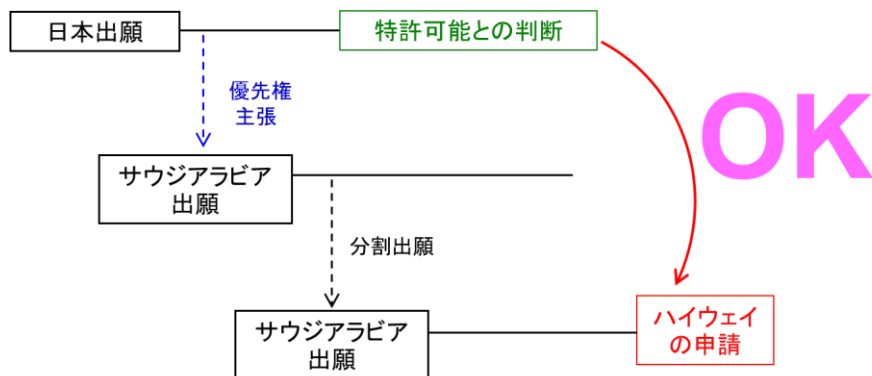 日本出願
特許可能との判断
優先権
主張
OK
サウジアラビア
出願
分割出願
サウジアラビア
出願
ハイウェイ
の申請